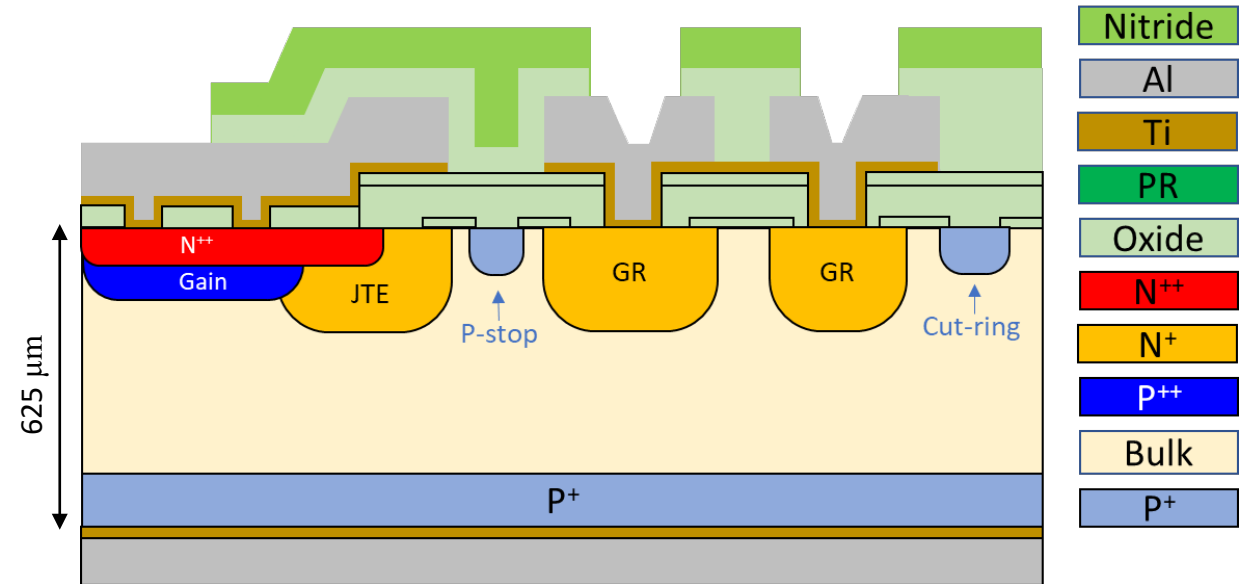 N⁺⁺
Gain
JTE
P-stop
GR
GR
Cut-ring
625 μm
P⁺
Nitride
Al
Ti
PR
Oxide
N⁺⁺
N⁺
P⁺⁺
Bulk
P⁺